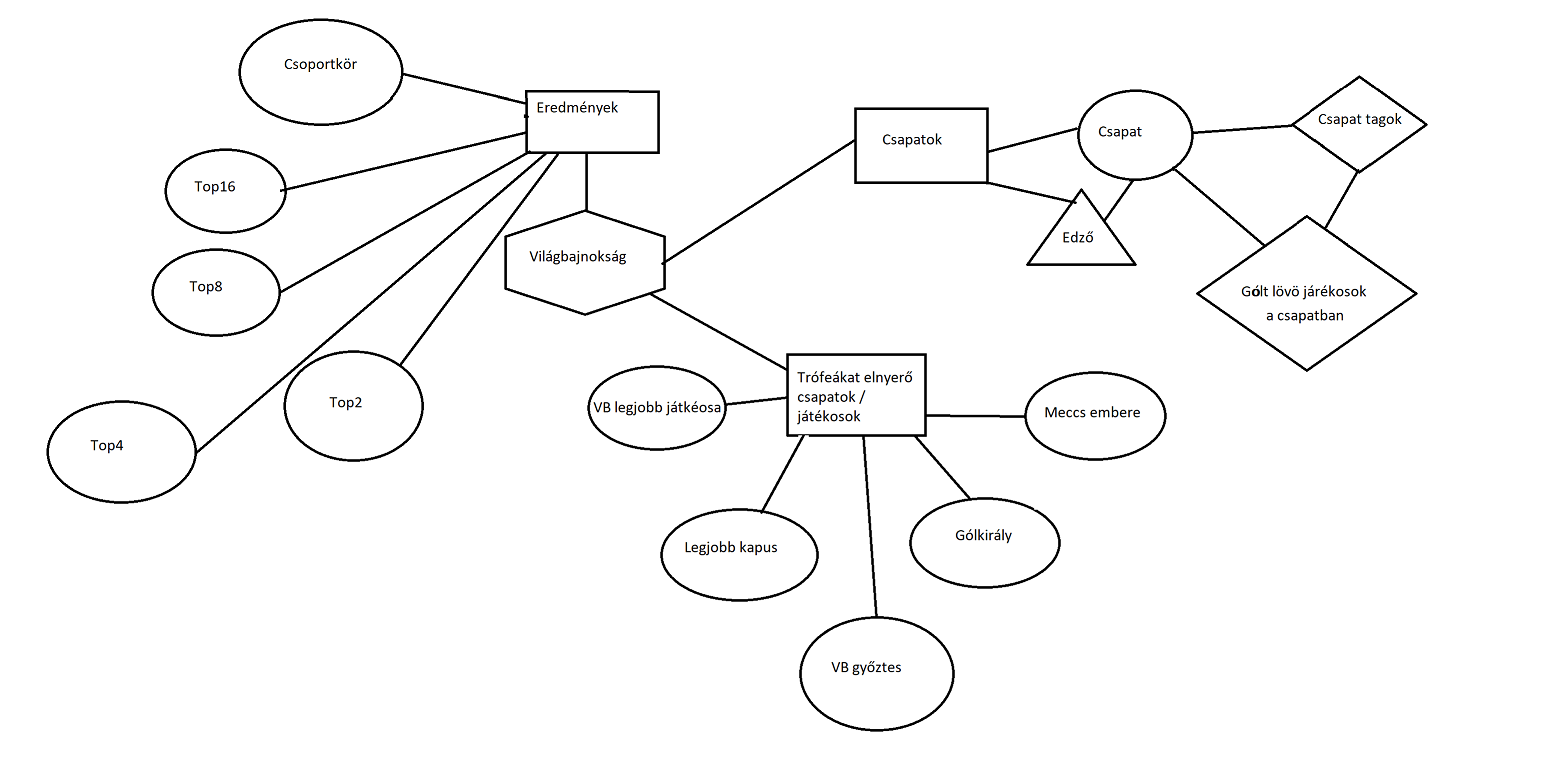 Csoportkör
Eredmények
Top16
Top8
Top4
Top2
Világbajnokság
Csapatok
Csapat
Csapat tagok
Edző
Gólt lövö járékosok
a csapatban
Trófeákat elnyerő
csapatok /
játékosok
VB legjobb játkéosa
Meccs embere
Legjobb kapus
Gólkirály
VB győztes